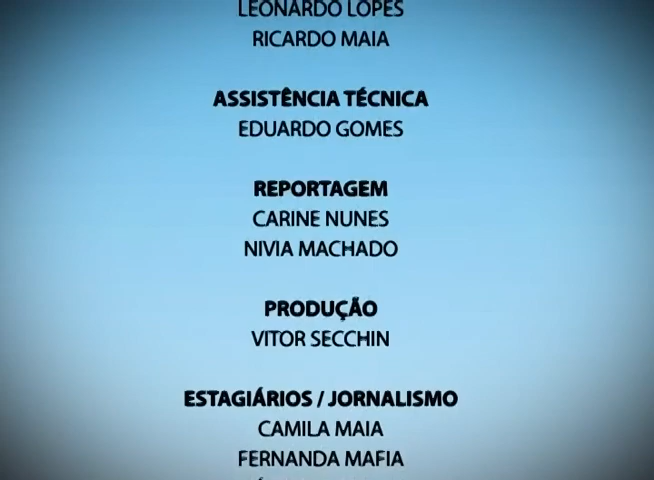 LEONARDO LOPES
RICARDO MAIA
ASSISTÊNCIA TÉCNICA
EDUARDO GOMES
REPORTAGEM
CARINE NUNES
NIVIA MACHADO
PRODUÇÃO
VITOR SECCHIN
ESTAGIÁRIOS / JORNALISMO
CAMILA MAIA
FERNANDA MAFIA